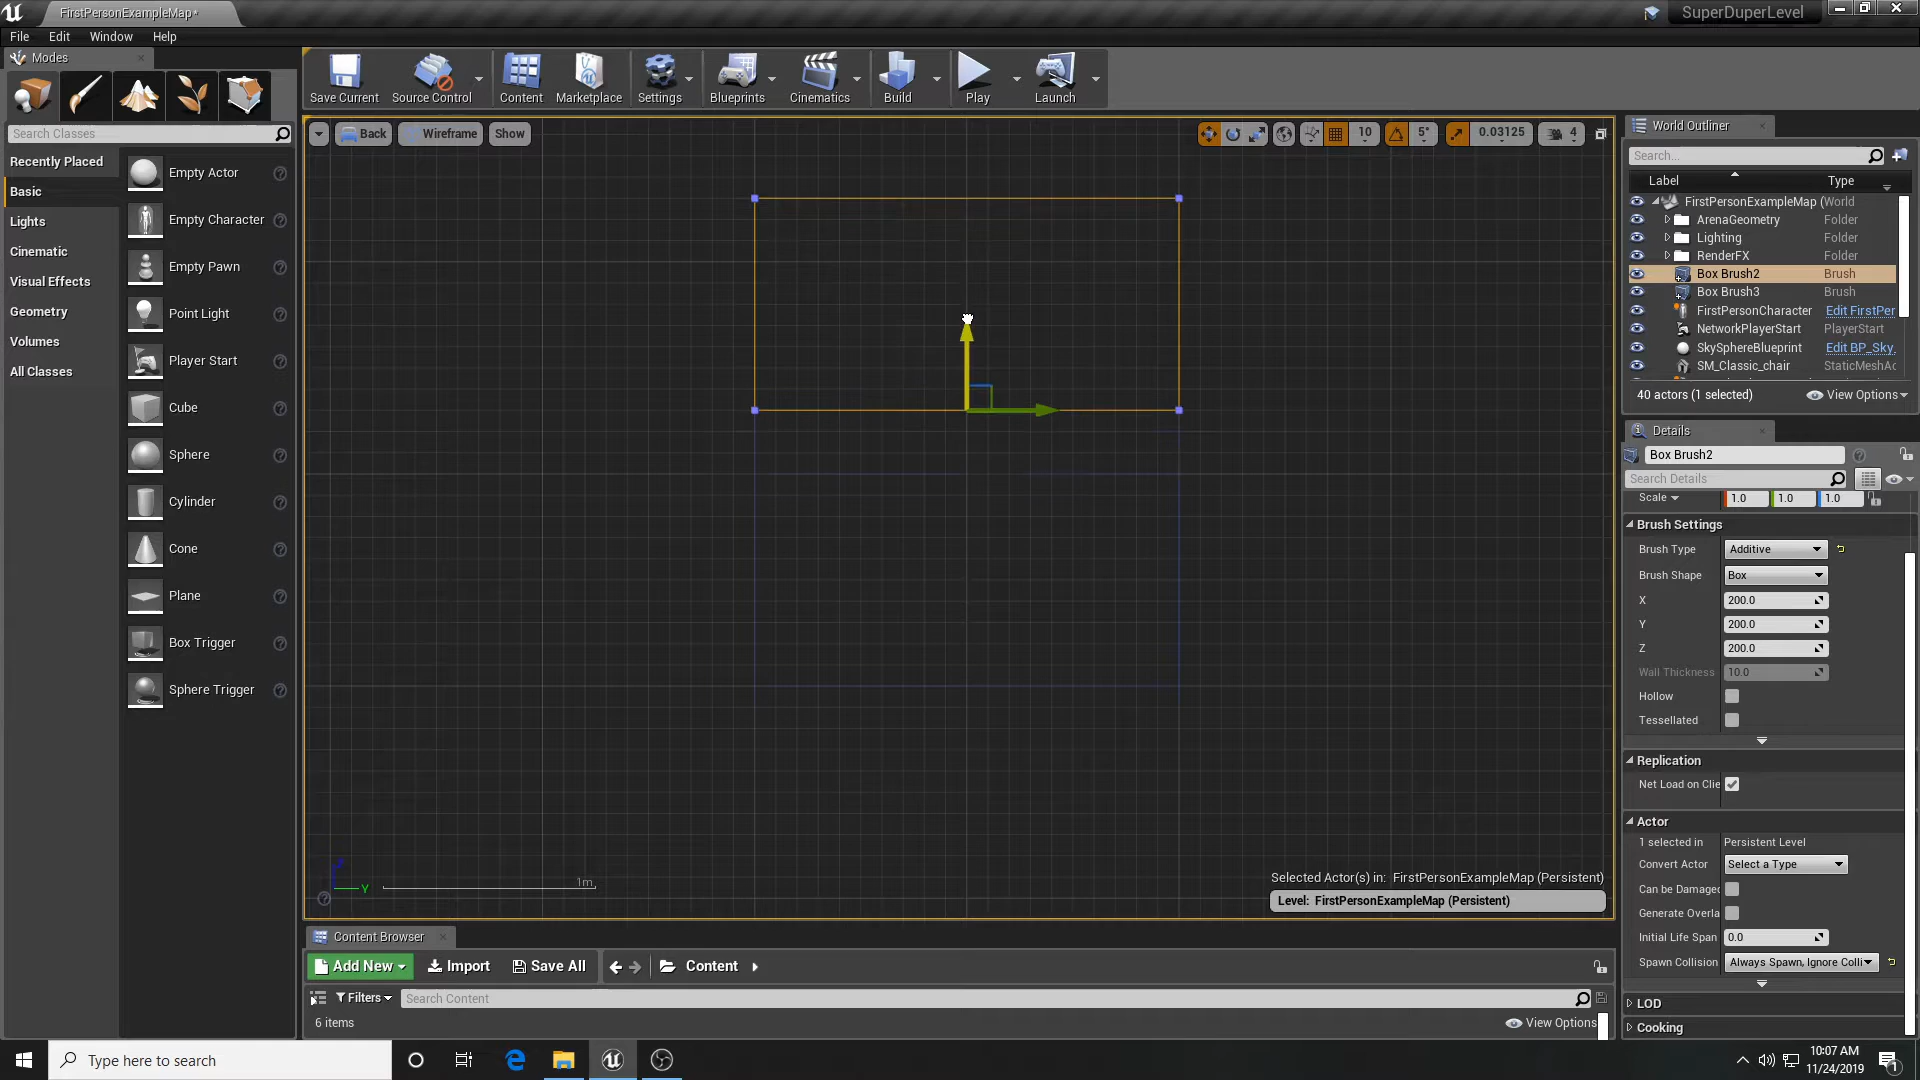 FirstPersonExampleMap*
SuperDuperLevel
File Edit Window Help
Modes
Save Current
Source Control
Content
Marketplace
Settings
Blueprints
Cinematics
Build
Play
Launch
Search Classes
Recently Placed
Basic
Lights
Cinematic
Visual Effects
Geometry
Volumes
All Classes
Empty Actor
Empty Character
Empty Pawn
Point Light
Player Start
Cube
Sphere
Cylinder
Cone
Plane
Box Trigger
Sphere Trigger
Back Wireframe Show
10 5° 0.03125 4
1m
Y
Selected Actor(s) in: FirstPersonExampleMap (Persistent)
Level: FirstPersonExampleMap (Persistent)
World Outliner
Search...
Label Type
FirstPersonExampleMap ( World
ArenaGeometry Folder
Lighting Folder
RenderFX Folder
Box Brush2 Brush
Box Brush3 Brush
FirstPersonCharacter Edit FirstPer
NetworkPlayerStart PlayerStart
SkySphereBlueprint Edit BP_Sky
SM_Classic_chair StaticMeshAc
40 actors (1 selected) View Options
Details
Box Brush2
Search Details
Scale 1.0 1.0 1.0
Brush Settings
Brush Type Additive
Brush Shape Box
X 200.0
Y 200.0
Z 200.0
Wall Thickness 10.0
Hollow
Tessellated
Replication
Net Load on Clie
Actor
1 selected in Persistent Level
Convert Actor Select a Type
Can be Damaged
Generate Overla
Initial Life Span 0.0
Spawn Collision Always Spawn, Ignore Colli
LOD
Cooking
Content Browser
Add New Import Save All Content
Filters Search Content
6 items View Options
Type here to search
10:07 AM
11/24/2019
1